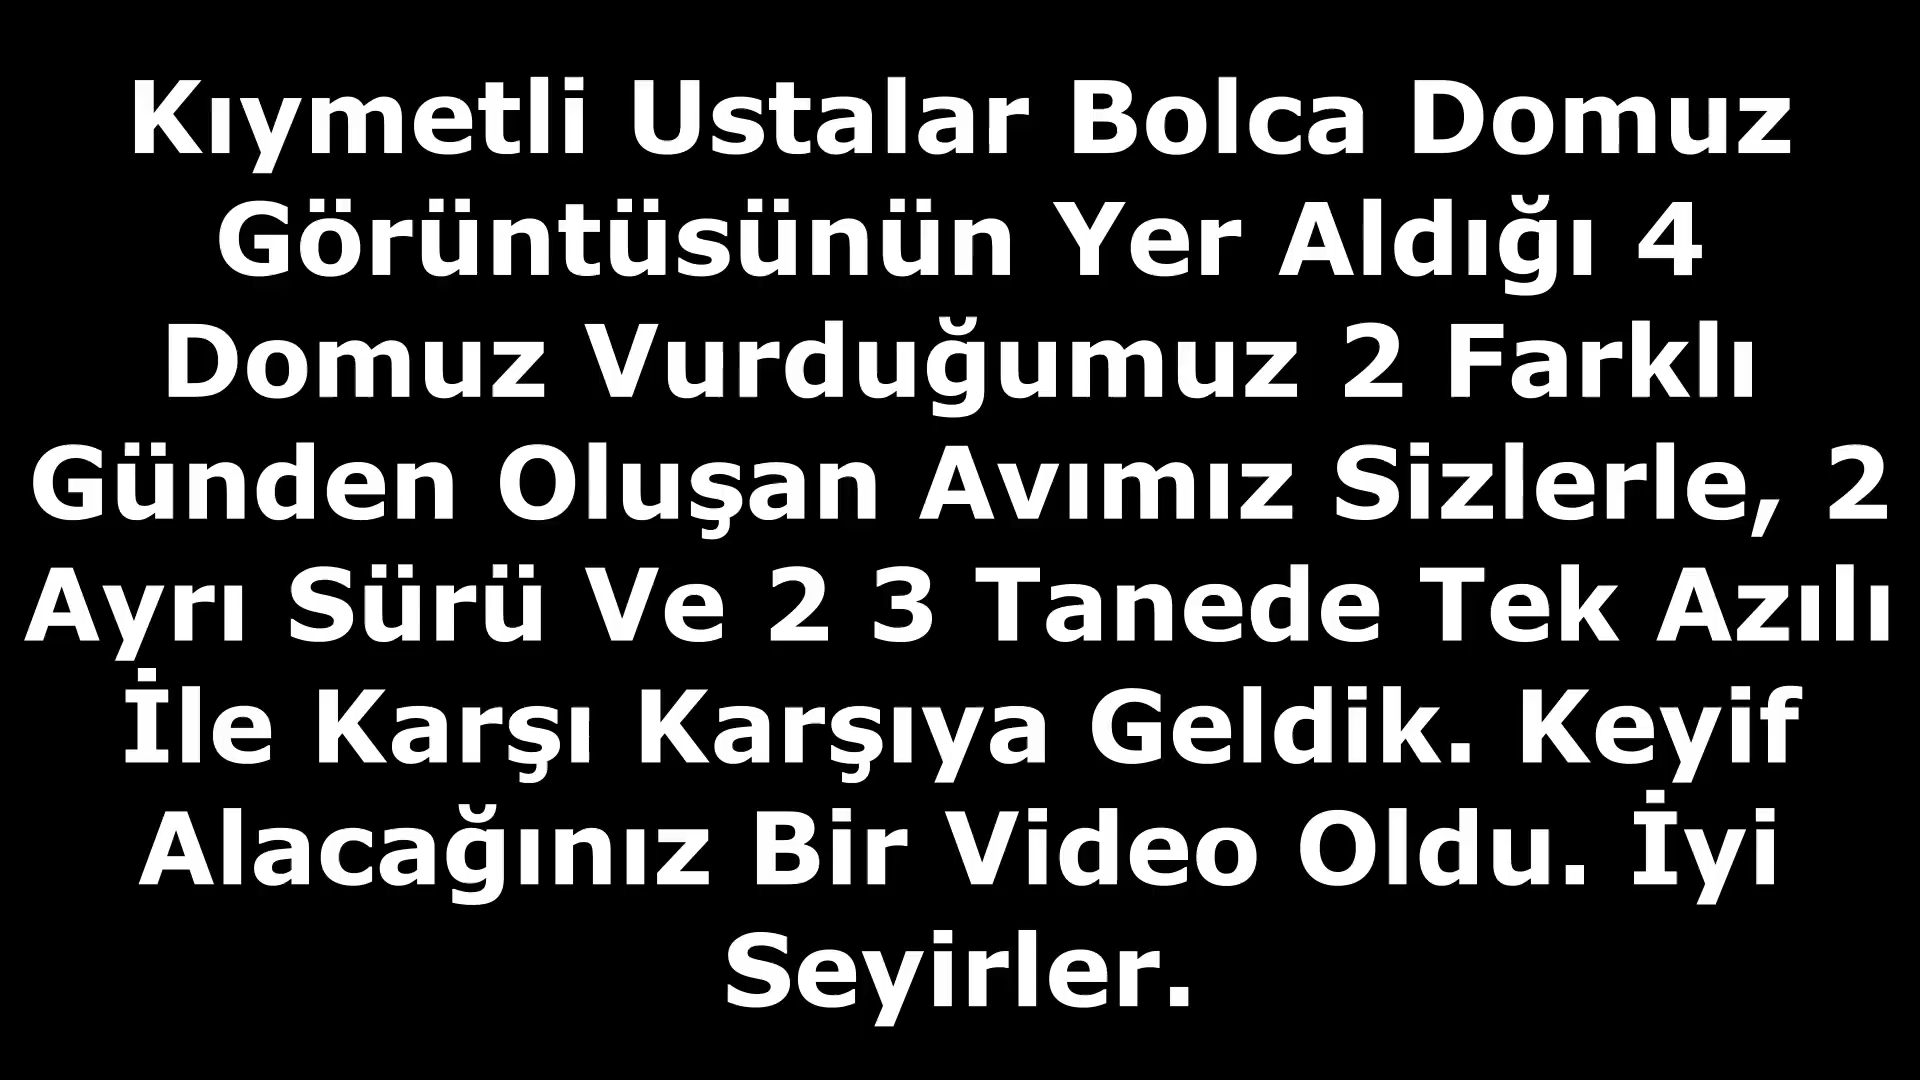 Kıymetli Ustalar Bolca Domuz
Görüntüsünün Yer Aldığı 4
Domuz Vurduğumuz 2 Farklı
Günden Oluşan Avımız Sizlerle, 2
Ayrı Sürü Ve 2 3 Tanede Tek Azılı
İle Karşı Karşıya Geldik. Keyif
Alacağınız Bir Video Oldu. İyi
Seyirler.